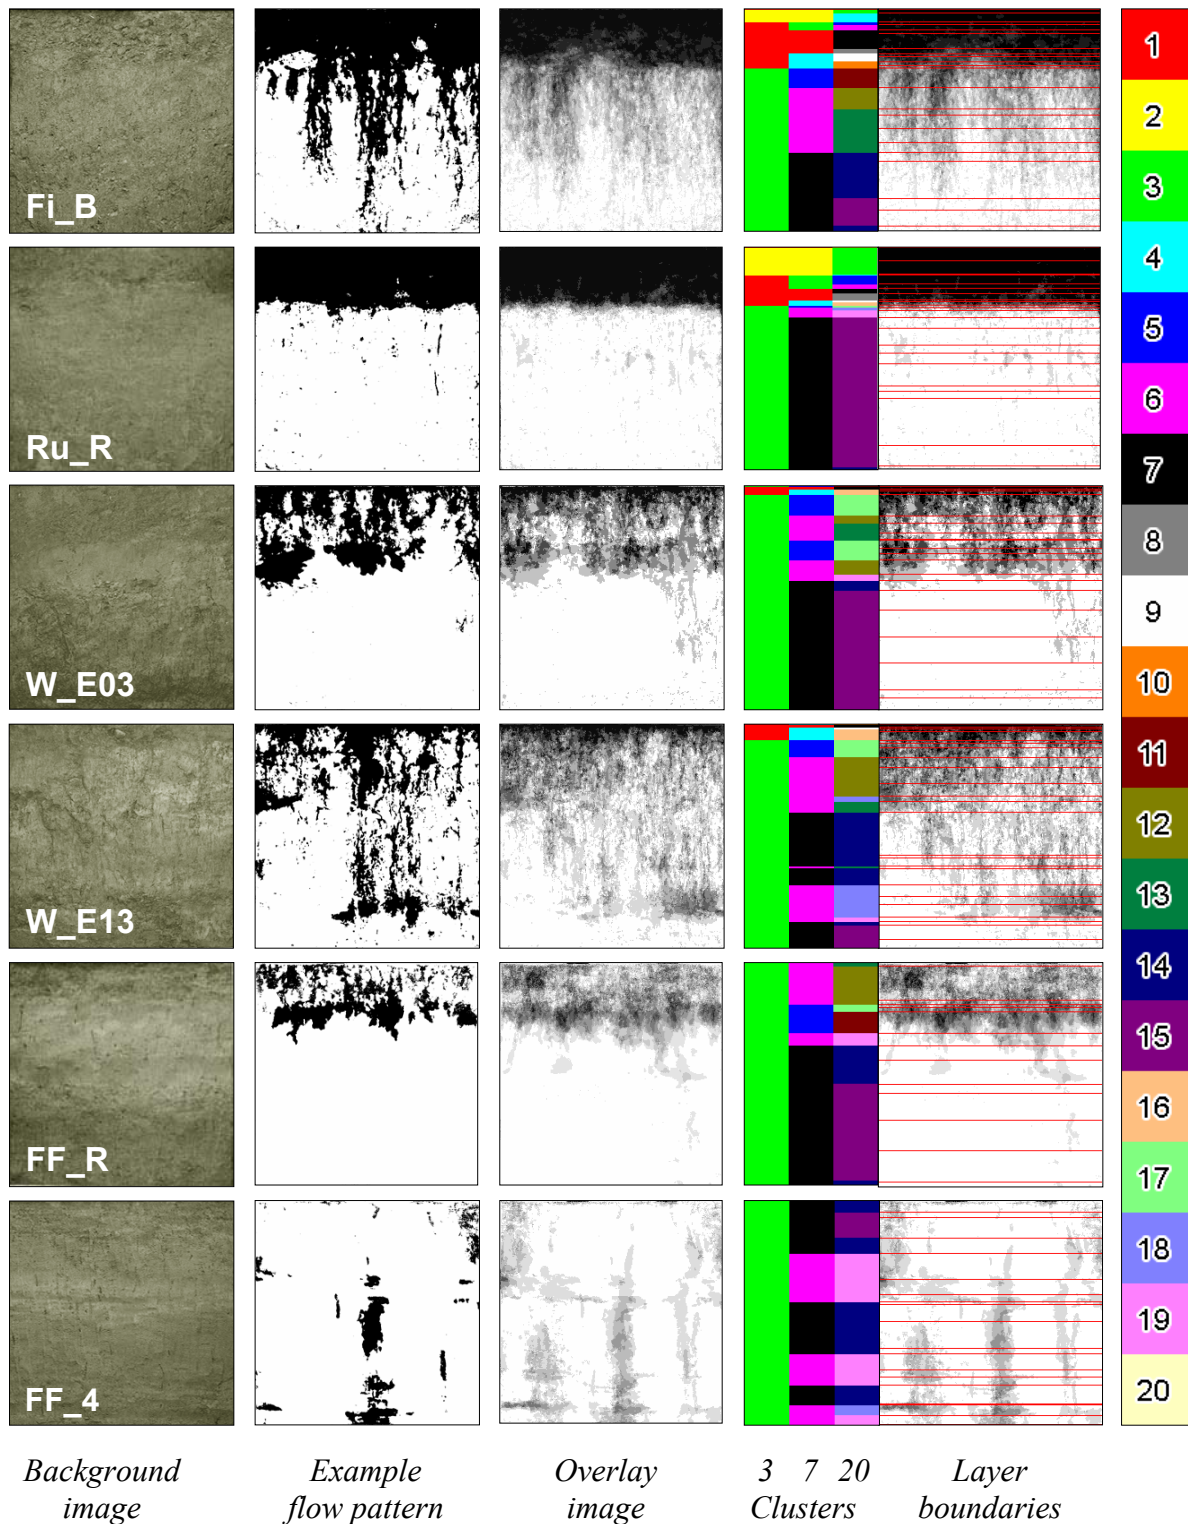 Fi_B
Ru_R
W_E03
W_E13
FF_R
FF_4
1
2
3
4
5
6
7
8
9
10
11
12
13
14
15
16
17
18
19
20
Background image
Example flow pattern
Overlay image
3 7 20
Clusters
Layer boundaries